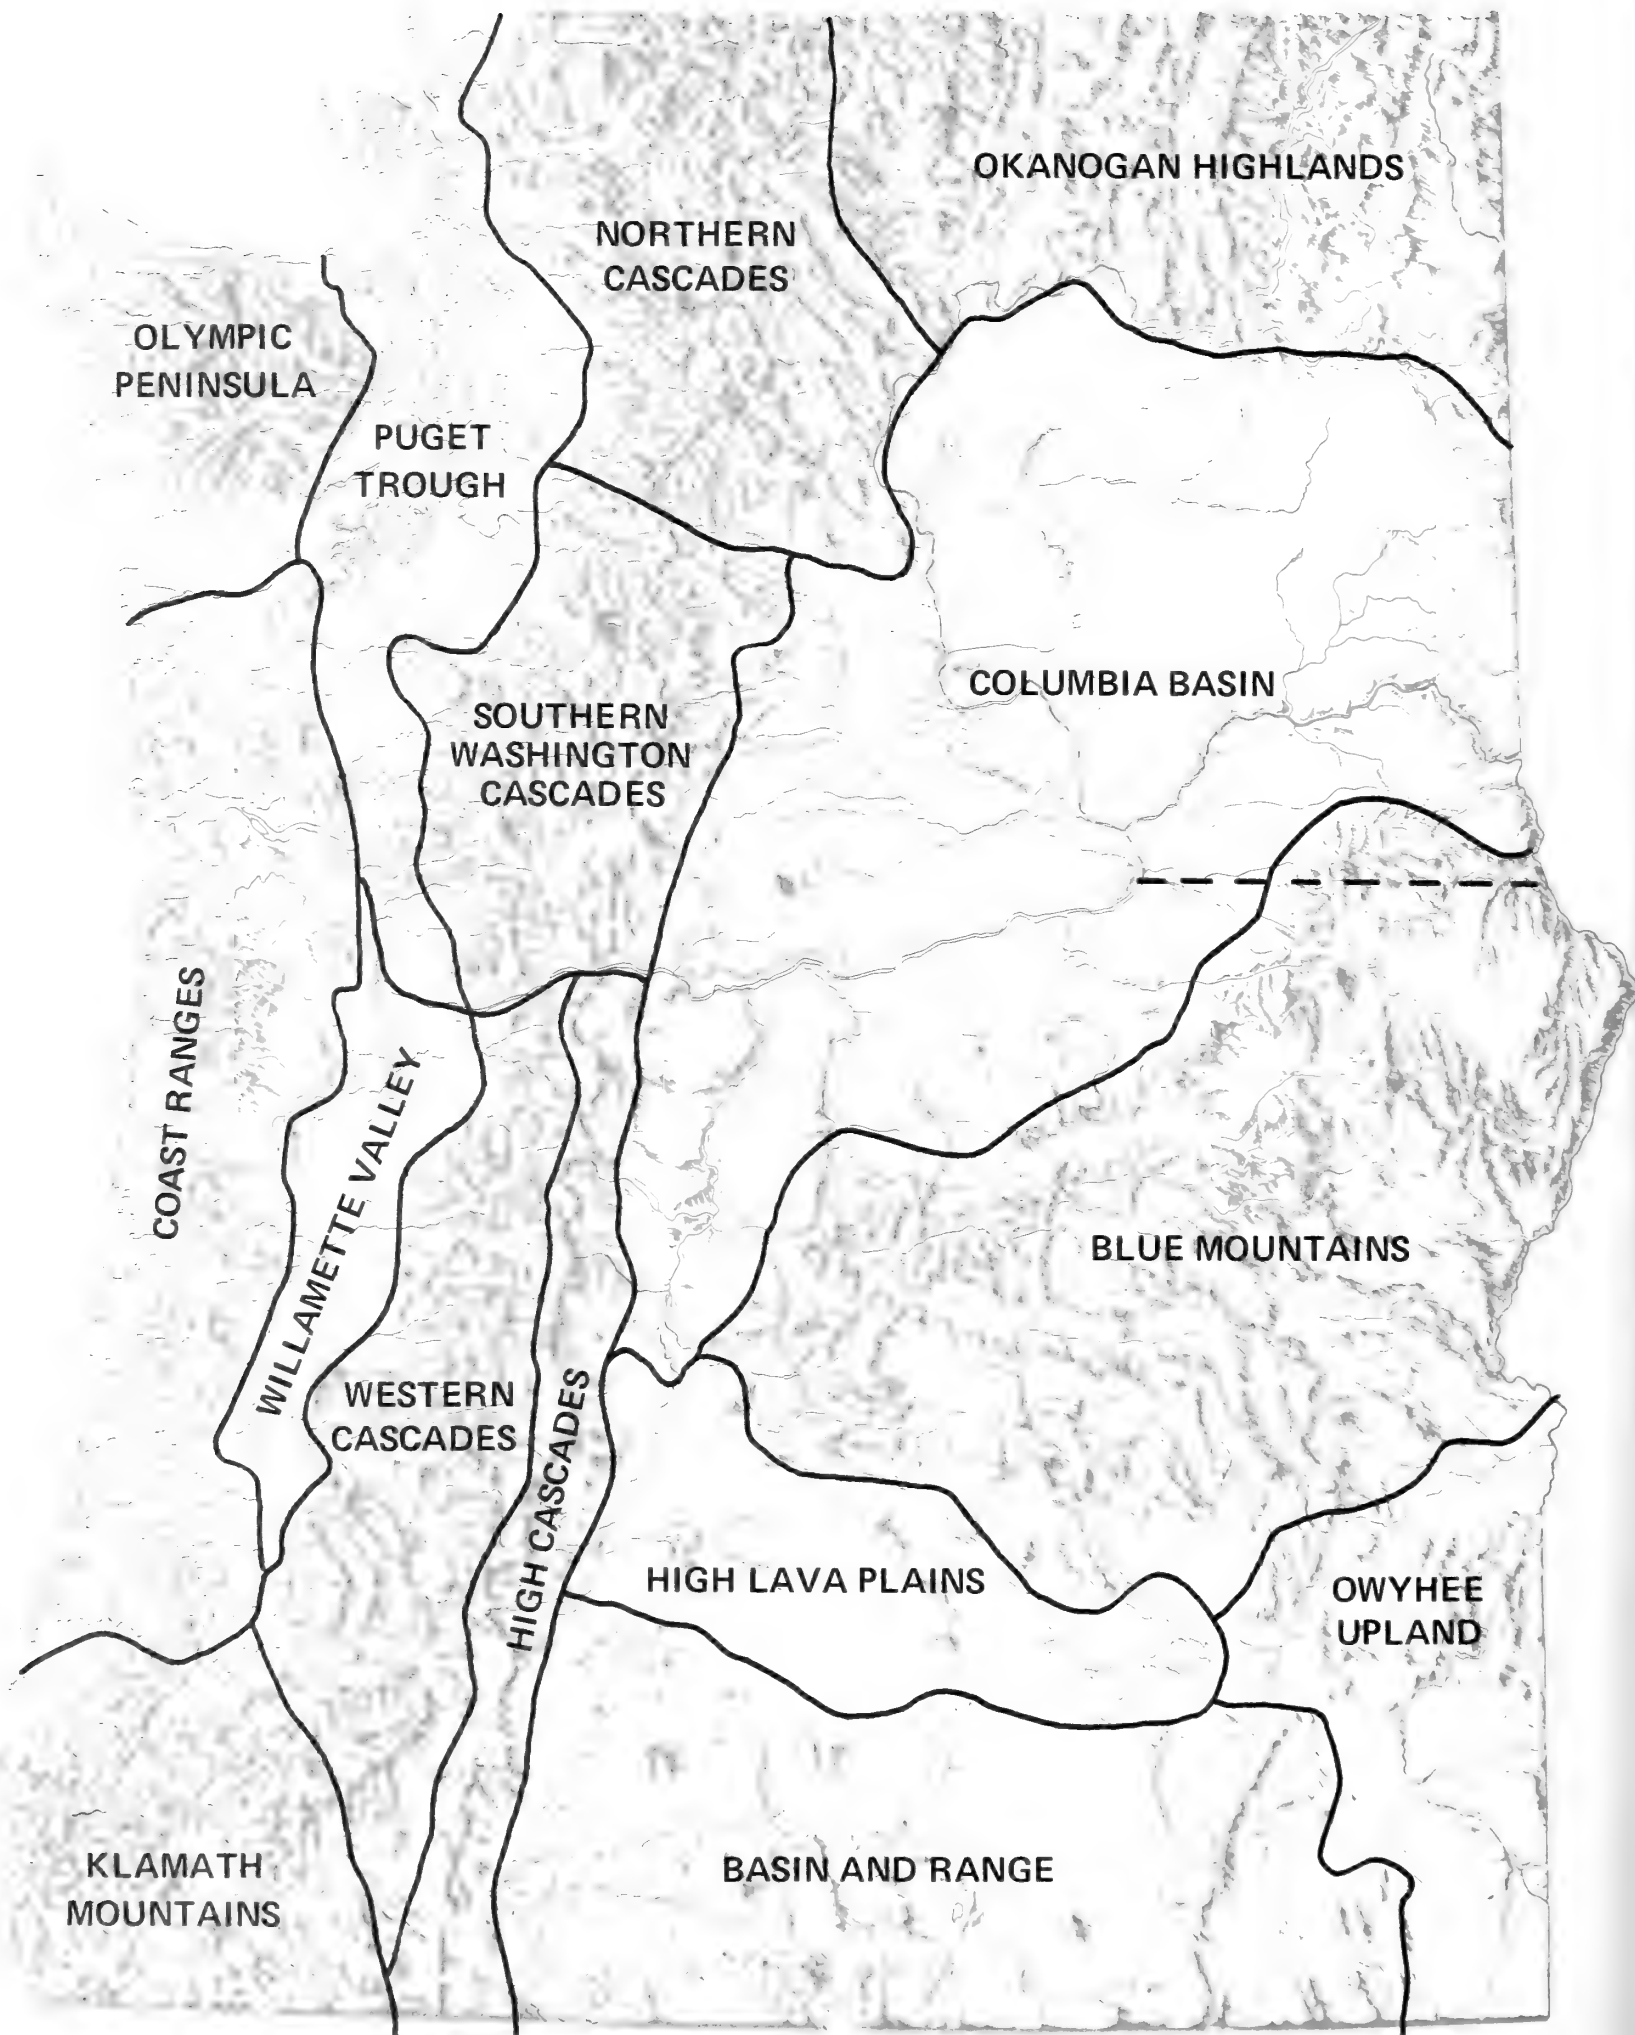 OKANOGAN HIGHLANDS
NORTHERN
CASCADES
OLYMPIC
PENINSULA
PUGET
TROUGH
COLUMBIA BASIN
SOUTHERN
WASHINGTON
CASCADES
COAST RANGES
WILLAMETTE VALLEY
BLUE MOUNTAINS
WESTERN
CASCADES
HIGH CASCADES
HIGH LAVA PLAINS
OWYHEE
UPLAND
KLAMATH
MOUNTAINS
BASIN AND RANGE